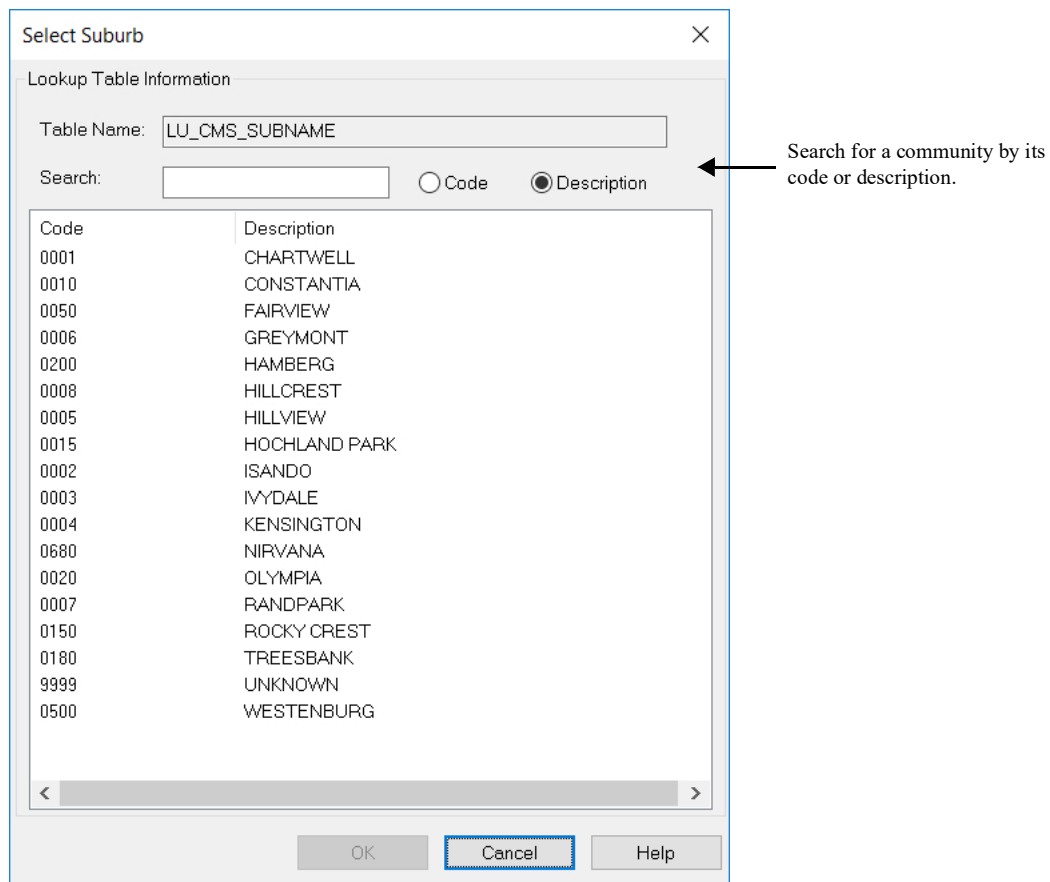 Select Suburb
Lookup Table Information
Table Name: LU_CMS_SUBNAME
Search: Code Description
Search for a community by its
code or description.
Code Description
0001 CHARTWELL
0010 CONSTANTIA
0050 FAIRVIEW
0006 GREYMONT
0200 HAMBERG
0008 HILLCREST
0005 HILLVIEW
0015 HOCHLAND PARK
0002 ISANDO
0003 IVYDALE
0004 KENSINGTON
0680 NIRVANA
0020 OLYMPIA
0007 RANDPARK
0150 ROCKY CREST
0180 TREESBANK
9999 UNKNOWN
0500 WESTENBURG
OK Cancel Help